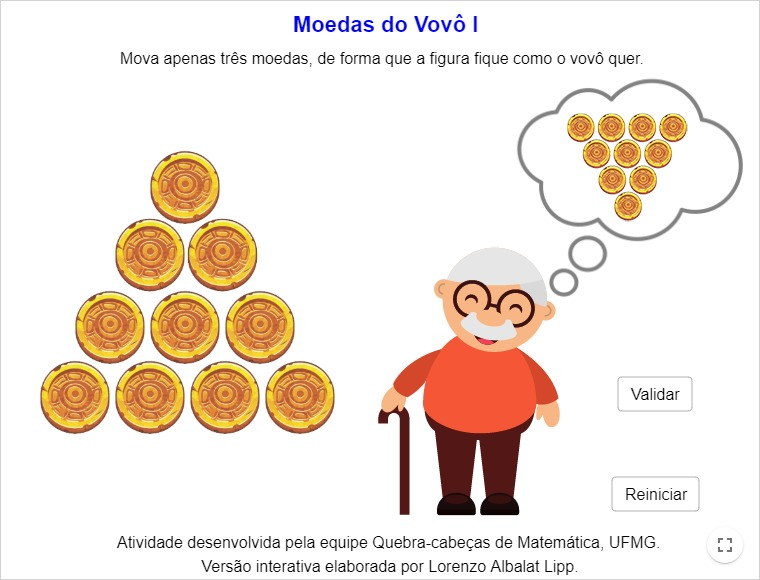 Moedas do Vovô I
Mova apenas três moedas, de forma que a figura fique como o vovô quer.
Validar
Reiniciar
Atividade desenvolvida pela equipe Quebra-cabeças de Matemática, UFMG.
Versão interativa elaborada por Lorenzo Albalat Lipp.